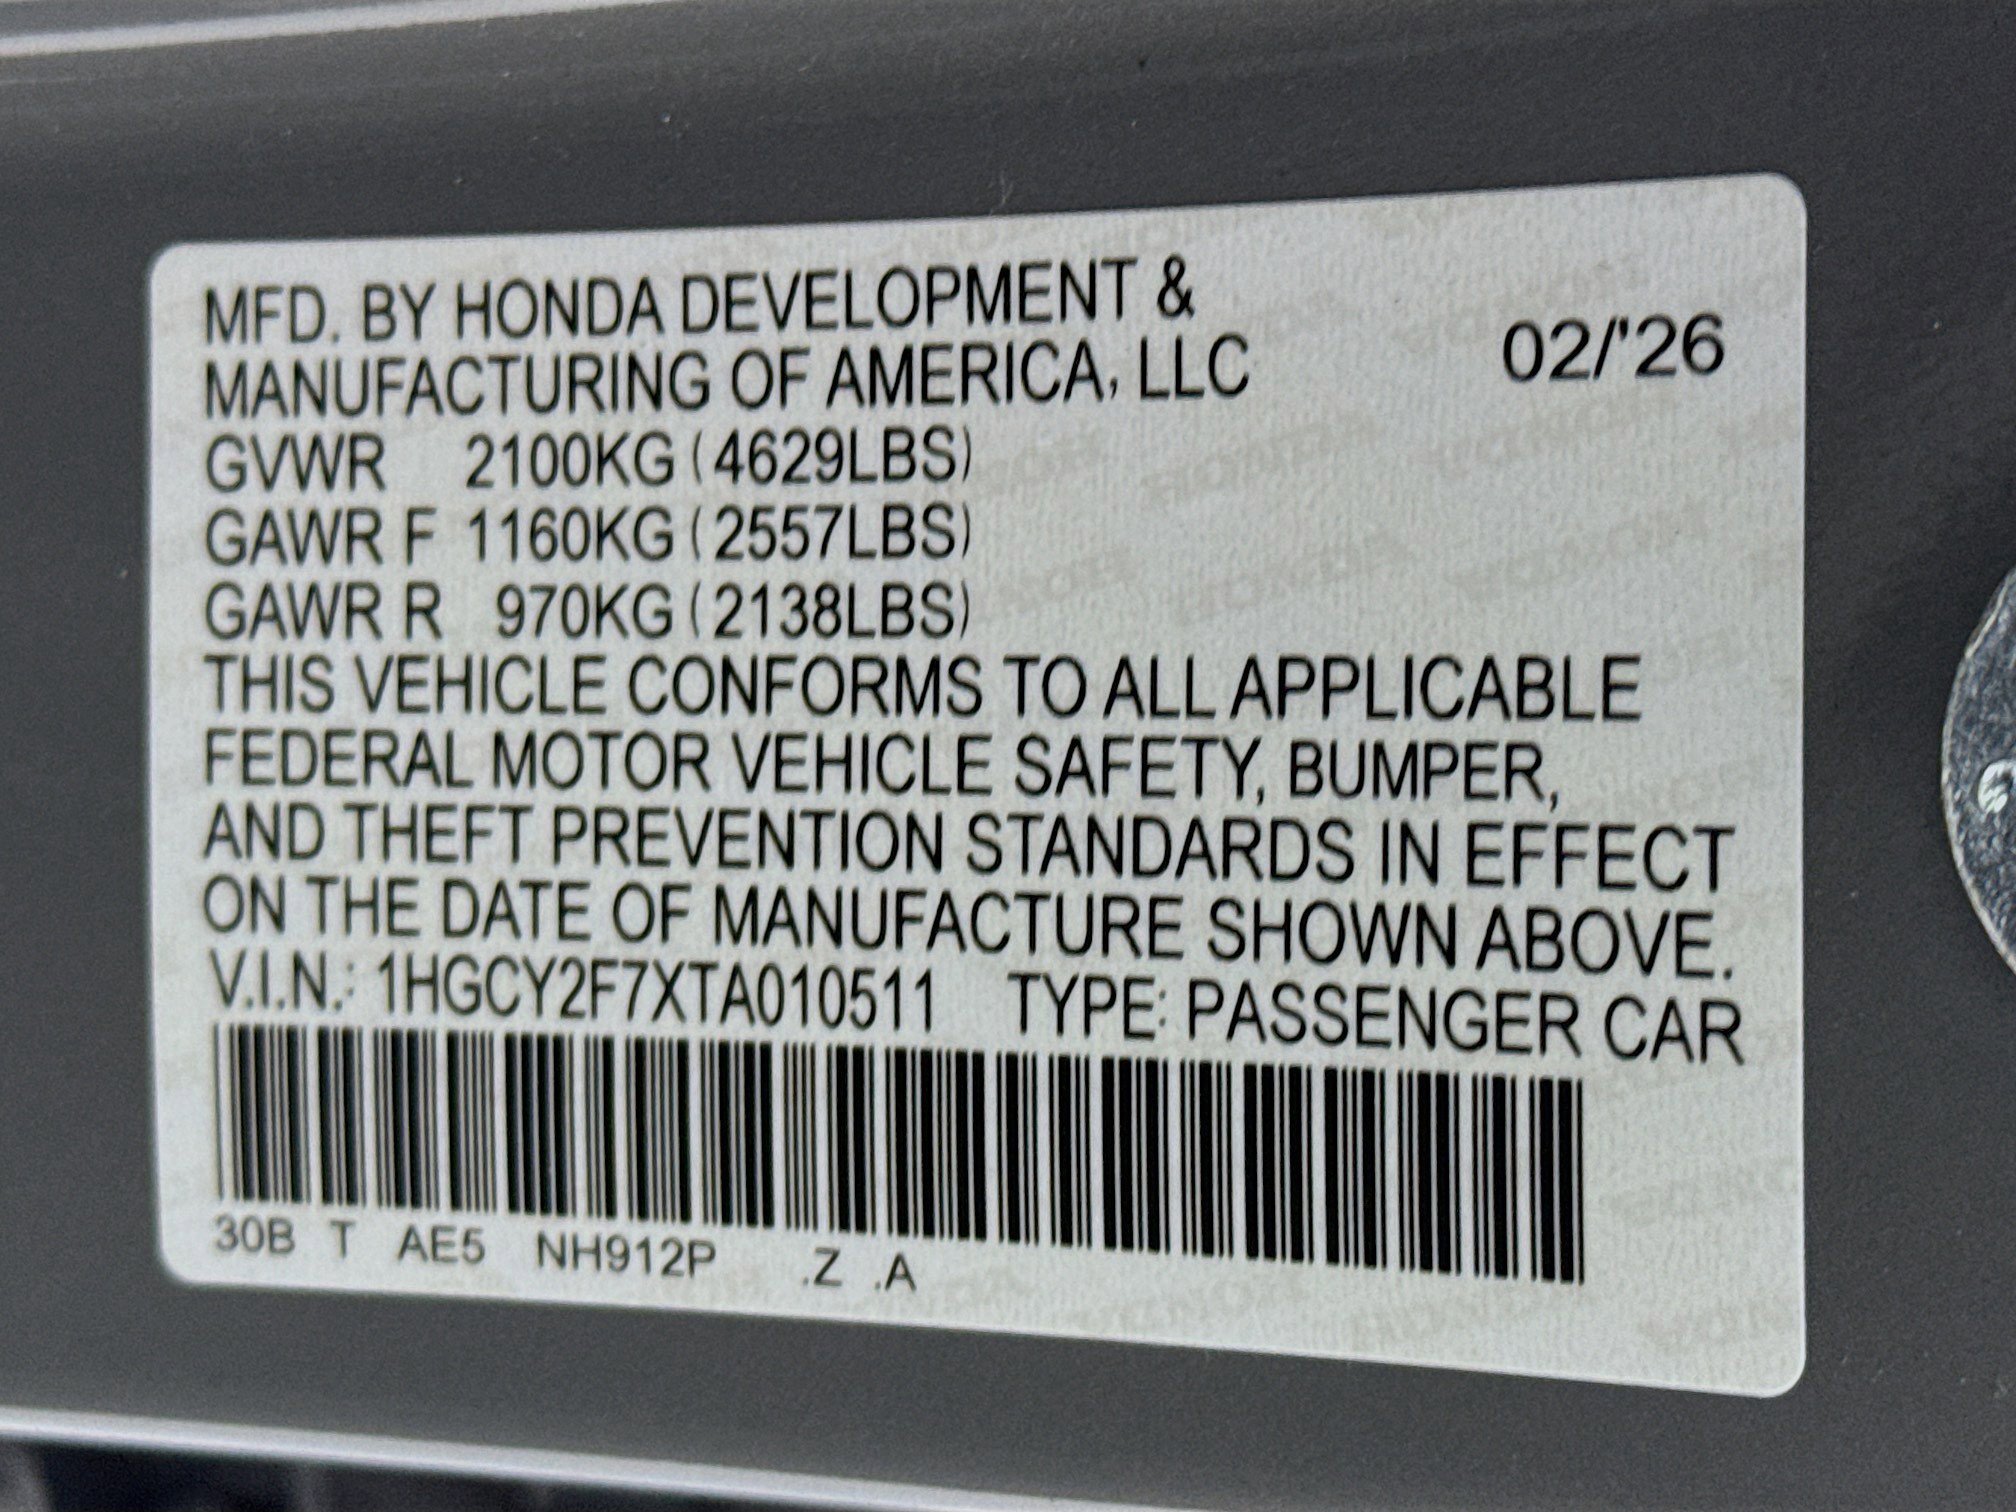 MFD. BY HONDA DEVELOPMENT &
MANUFACTURING OF AMERICA, LLC
02/'26
GVWR 2100KG (4629LBS)
GAWR F 1160KG (2557LBS)
GAWR R 970KG (2138LBS)
THIS VEHICLE CONFORMS TO ALL APPLICABLE
FEDERAL MOTOR VEHICLE SAFETY, BUMPER,
AND THEFT PREVENTION STANDARDS IN EFFECT
ON THE DATE OF MANUFACTURE SHOWN ABOVE.
V.I.N.: 1HGCY2F7XTA010511 TYPE: PASSENGER CAR
30B T AE5 NH912P .Z .A